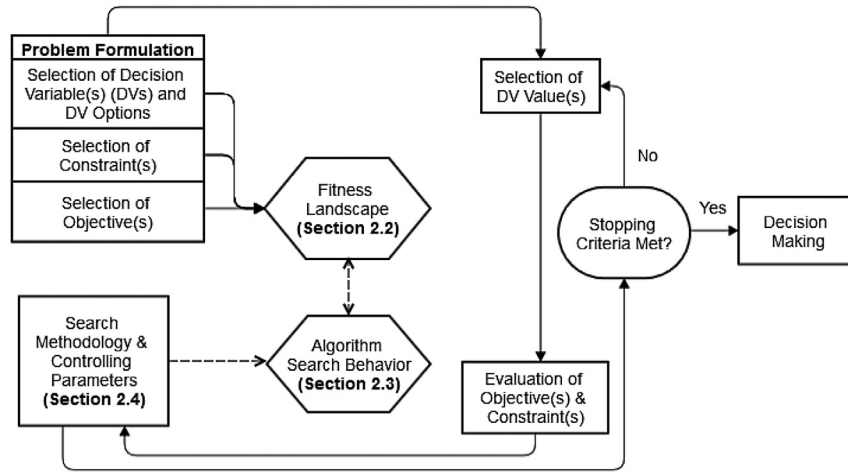 Problem Formulation
Selection of Decision
Variable(s) (DVs) and
DV Options
Selection of
Constraint(s)
Selection of
Objective(s)
Fitness
Landscape
(Section 2.2)
Search
Methodology &
Controlling
Parameters
(Section 2.4)
Algorithm
Search Behavior
(Section 2.3)
Selection of
DV Value(s)
Evaluation of
Objective(s) &
Constraint(s)
No
Stopping
Criteria Met?
Yes
Decision
Making